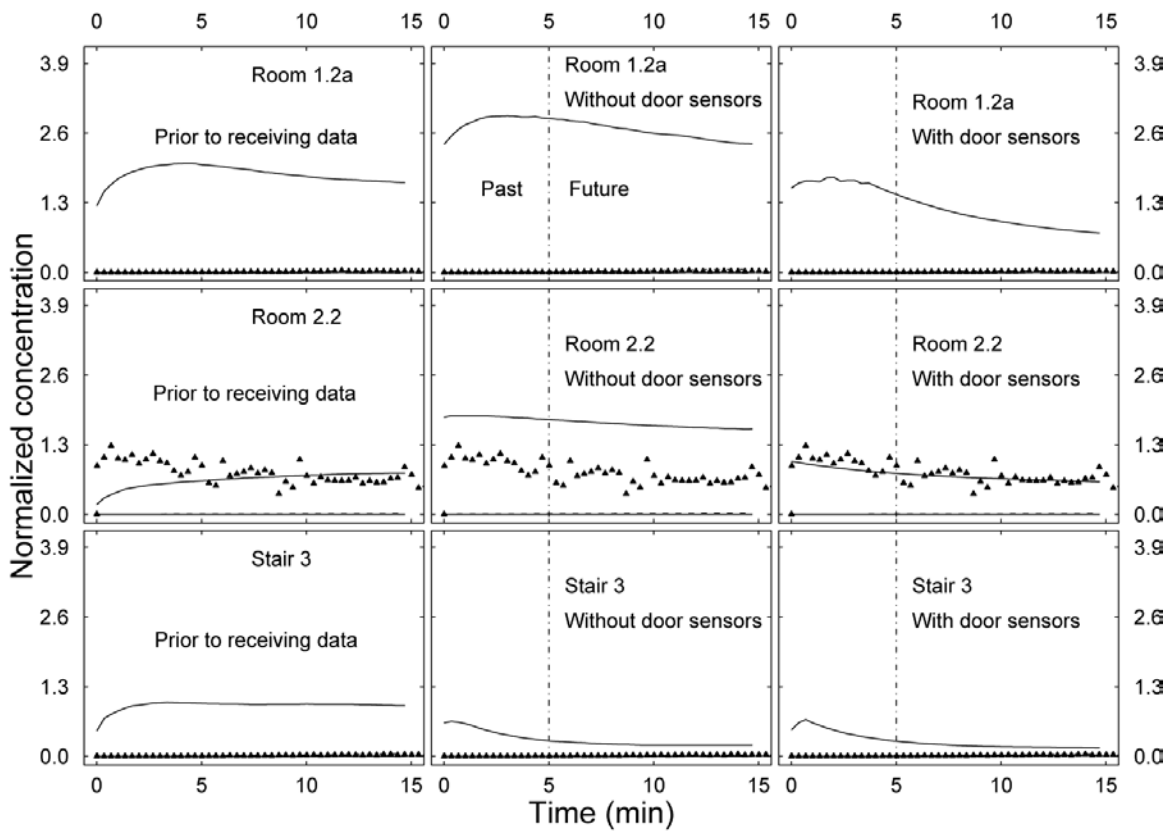 0 5 10 15 0 5 10 15 0 5 10 15
3.9 Room 1.2a Room 1.2a 3.9
Without door sensors Room 1.2a
2.6 Prior to receiving data With door sensors 2.6
1.3 Past Future 1.3
0.0 0.0
3.9 Room 2.2 3.9
Room 2.2 Room 2.2
2.6 Prior to receiving data Without door sensors With door sensors 2.6
1.3 1.3
0.0 0.0
3.9 Stair 3 3.9
Stair 3 Stair 3
2.6 Prior to receiving data Without door sensors With door sensors 2.6
1.3 1.3
0.0 0.0
0 5 10 15 0 5 10 15 0 5 10 15
Normalized concentration
Time (min)